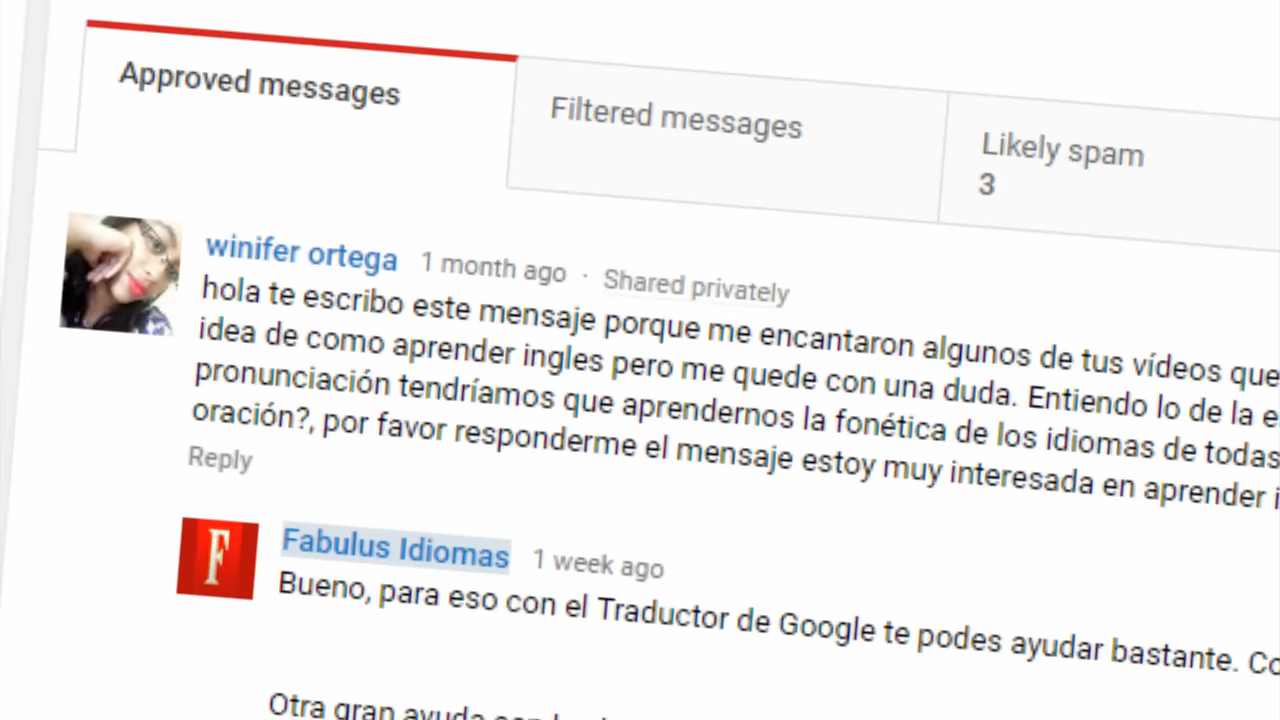 Approved messages
Filtered messages
Likely spam
3
winifer ortega 1 month ago · Shared privately
hola te escribo este mensaje porque me encantaron algunos de tus vídeos que
idea de como aprender ingles pero me quede con una duda. Entiendo lo de la e
pronunciación tendríamos que aprendernos la fonética de los idiomas de todas
oración?, por favor responderme el mensaje estoy muy interesada en aprender i
Reply
F
Fabulus Idiomas 1 week ago
Bueno, para eso con el Traductor de Google te podes ayudar bastante. Co
Otra gran ayuda